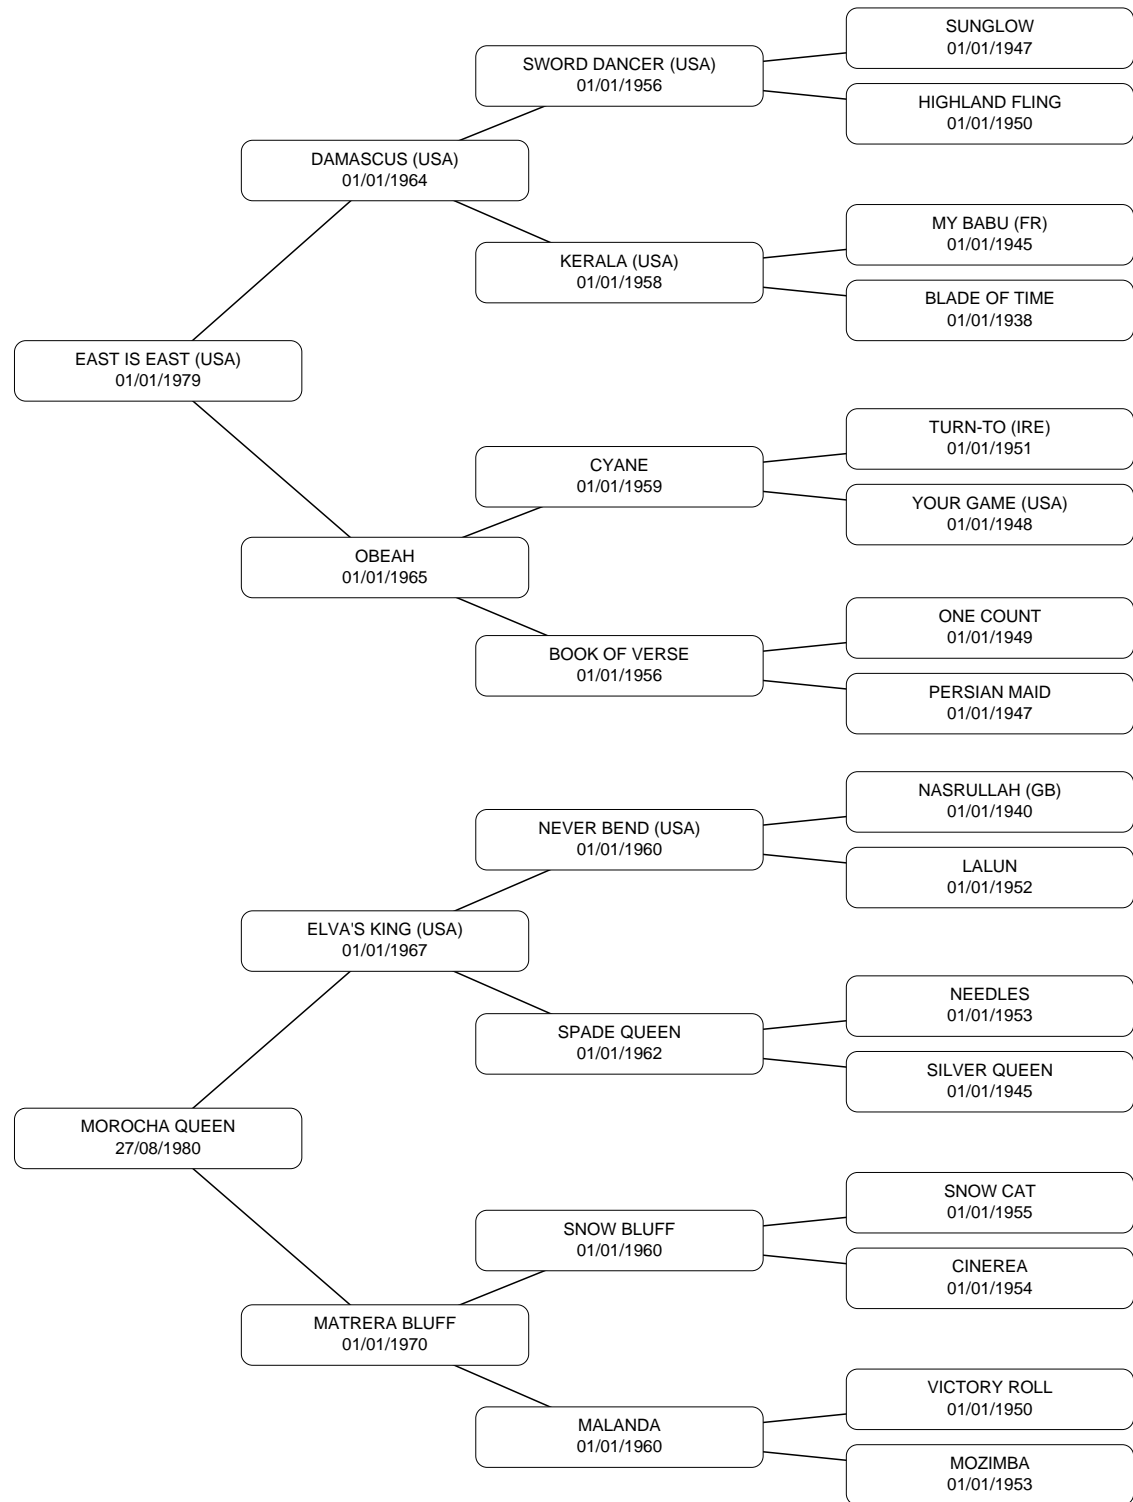 SUNGLOW
01/01/1947
SWORD DANCER (USA)
01/01/1956
HIGHLAND FLING
01/01/1950
DAMASCUS (USA)
01/01/1964
MY BABU (FR)
01/01/1945
KERALA (USA)
01/01/1958
BLADE OF TIME
01/01/1938
EAST IS EAST (USA)
01/01/1979
TURN-TO (IRE)
01/01/1951
CYANE
01/01/1959
YOUR GAME (USA)
01/01/1948
OBEAH
01/01/1965
ONE COUNT
01/01/1949
BOOK OF VERSE
01/01/1956
PERSIAN MAID
01/01/1947
NASRULLAH (GB)
01/01/1940
NEVER BEND (USA)
01/01/1960
LALUN
01/01/1952
ELVA'S KING (USA)
01/01/1967
NEEDLES
01/01/1953
SPADE QUEEN
01/01/1962
SILVER QUEEN
01/01/1945
MOROCHA QUEEN
27/08/1980
SNOW CAT
01/01/1955
SNOW BLUFF
01/01/1960
CINEREA
01/01/1954
MATRERA BLUFF
01/01/1970
VICTORY ROLL
01/01/1950
MALANDA
01/01/1960
MOZIMBA
01/01/1953